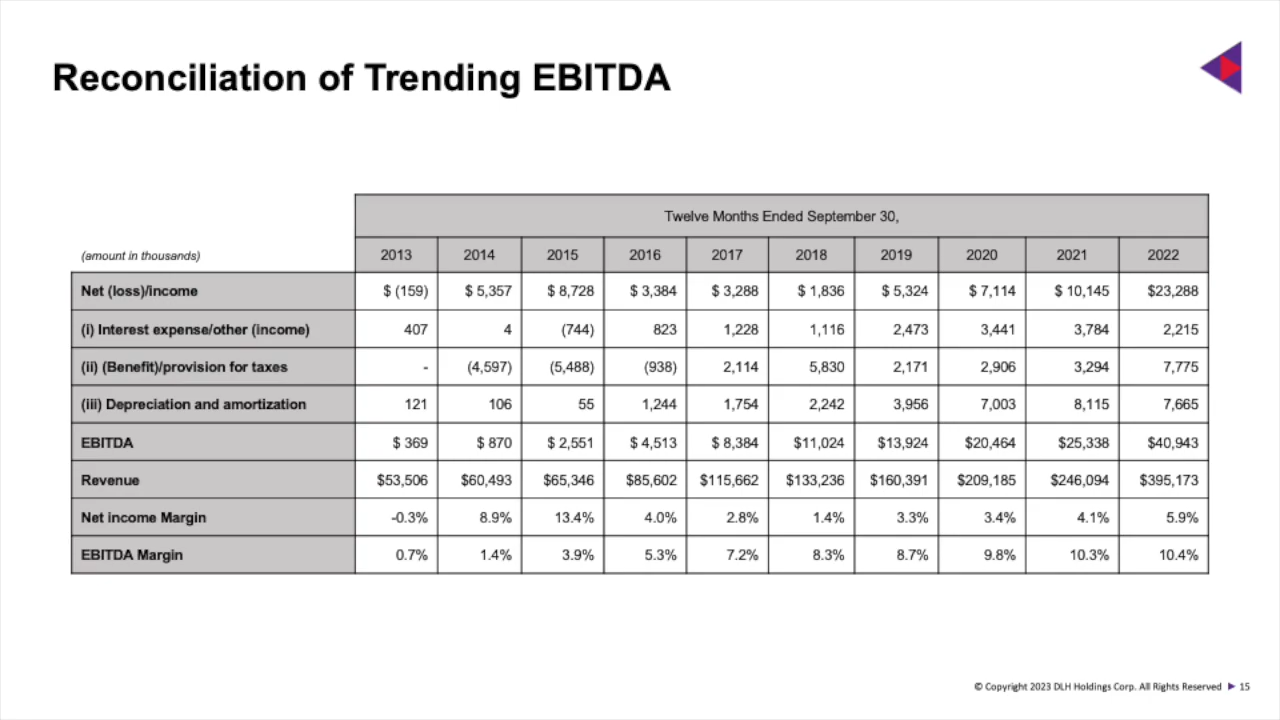 Reconciliation of Trending EBITDA
Twelve Months Ended September 30,
(amount in thousands) 2013 2014 2015 2016 2017 2018 2019 2020 2021 2022
Net (loss)/income $ (159) $ 5,357 $ 8,728 $ 3,384 $ 3,288 $ 1,836 $ 5,324 $ 7,114 $ 10,145 $23,288
(i) Interest expense/other (income) 407 4 (744) 823 1,228 1,116 2,473 3,441 3,784 2,215
(ii) (Benefit)/provision for taxes - (4,597) (5,488) (938) 2,114 5,830 2,171 2,906 3,294 7,775
(iii) Depreciation and amortization 121 106 55 1,244 1,754 2,242 3,956 7,003 8,115 7,665
EBITDA $ 369 $ 870 $ 2,551 $ 4,513 $ 8,384 $11,024 $13,924 $20,464 $25,338 $40,943
Revenue $53,506 $60,493 $65,346 $85,602 $115,662 $133,236 $160,391 $209,185 $246,094 $395,173
Net income Margin -0.3% 8.9% 13.4% 4.0% 2.8% 1.4% 3.3% 3.4% 4.1% 5.9%
EBITDA Margin 0.7% 1.4% 3.9% 5.3% 7.2% 8.3% 8.7% 9.8% 10.3% 10.4%
© Copyright 2023 DLH Holdings Corp. All Rights Reserved ▶ 15